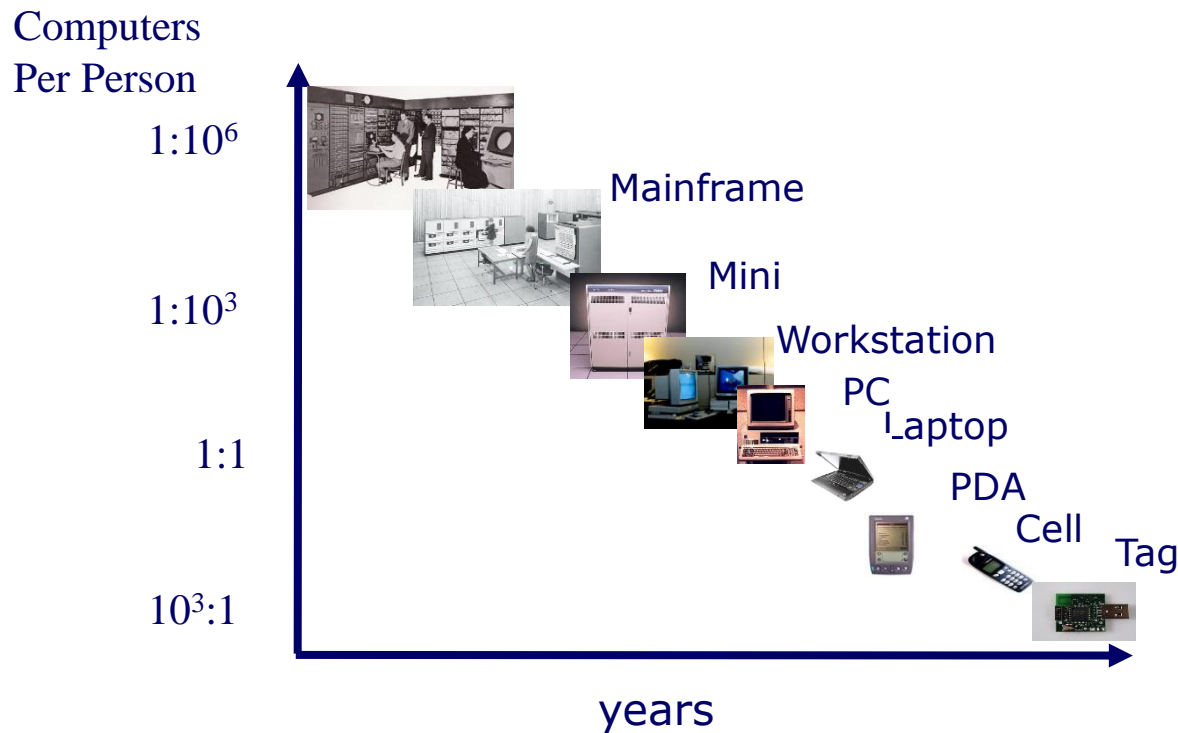 Computers
Per Person
1:10⁶
Mainframe
Mini
1:10³
Workstation
PC
Laptop
1:1
PDA
Cell
Tag
10³:1
years